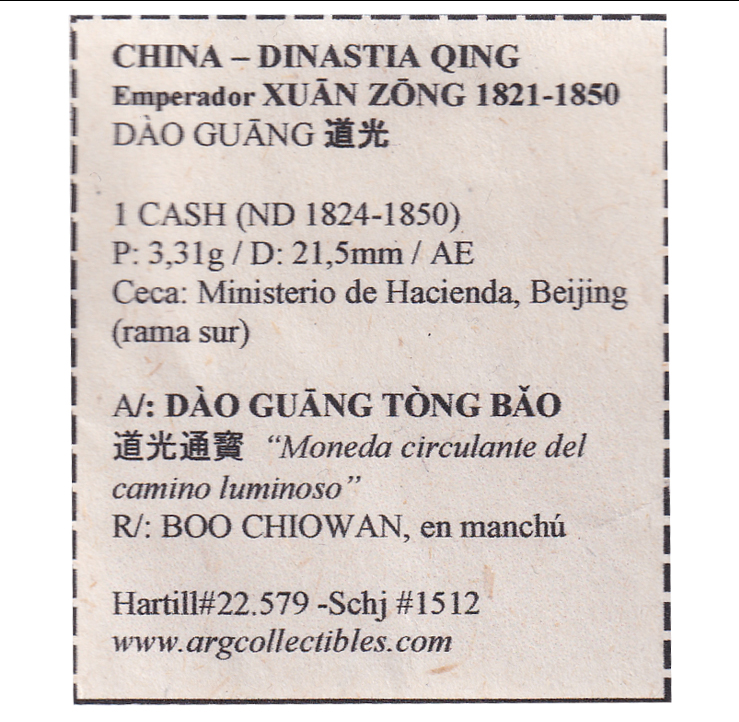 CHINA – DINASTIA QING
Emperador XUĀN ZŌNG 1821-1850
DÀO GUĀNG 道光
1 CASH (ND 1824-1850)
P: 3,31g / D: 21,5mm / AE
Ceca: Ministerio de Hacienda, Beijing
(rama sur)
A/: DÀO GUĀNG TÒNG BǍO
道光通寳 “Moneda circulante del
camino luminoso”
R/: BOO CHIOWAN, en manchú
Hartill#22.579 -Schj #1512
www.argcollectibles.com